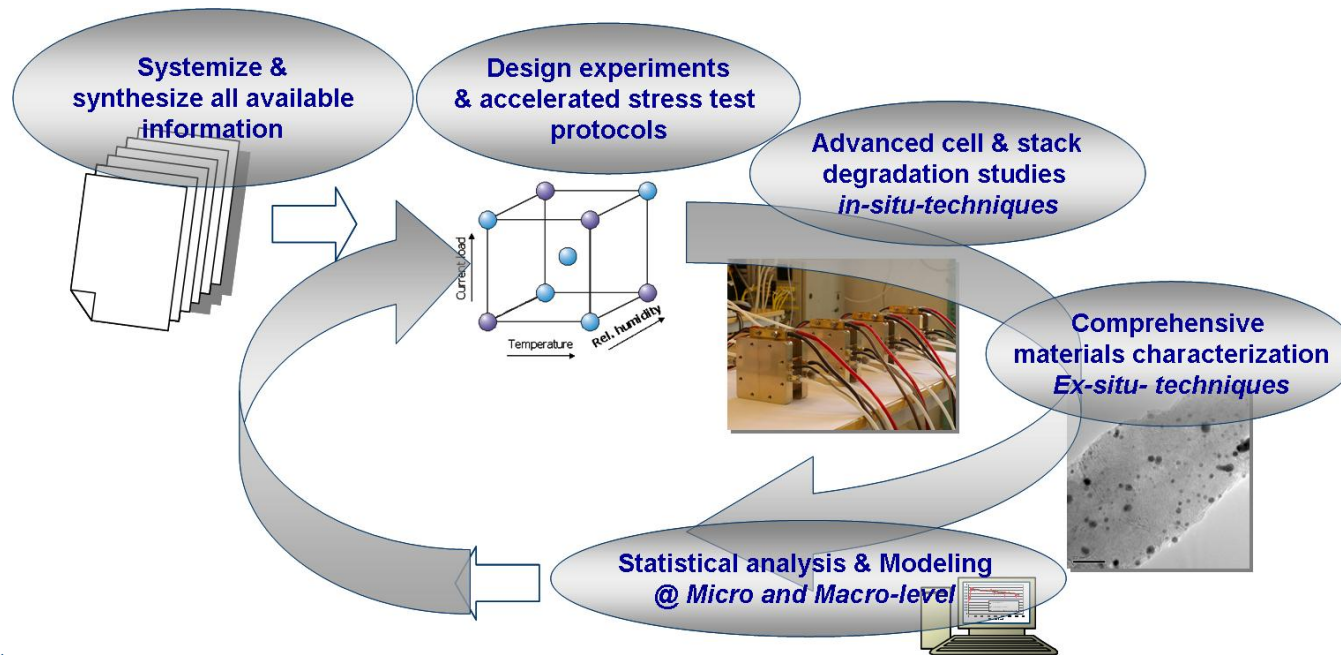 Systemize &
synthesize all available
information
Design experiments
& accelerated stress test
protocols
Advanced cell & stack
degradation studies
in-situ-techniques
Current load
Temperature
Rel. humidity
Comprehensive
materials characterization
Ex-situ- techniques
Statistical analysis & Modeling
@ Micro and Macro-level